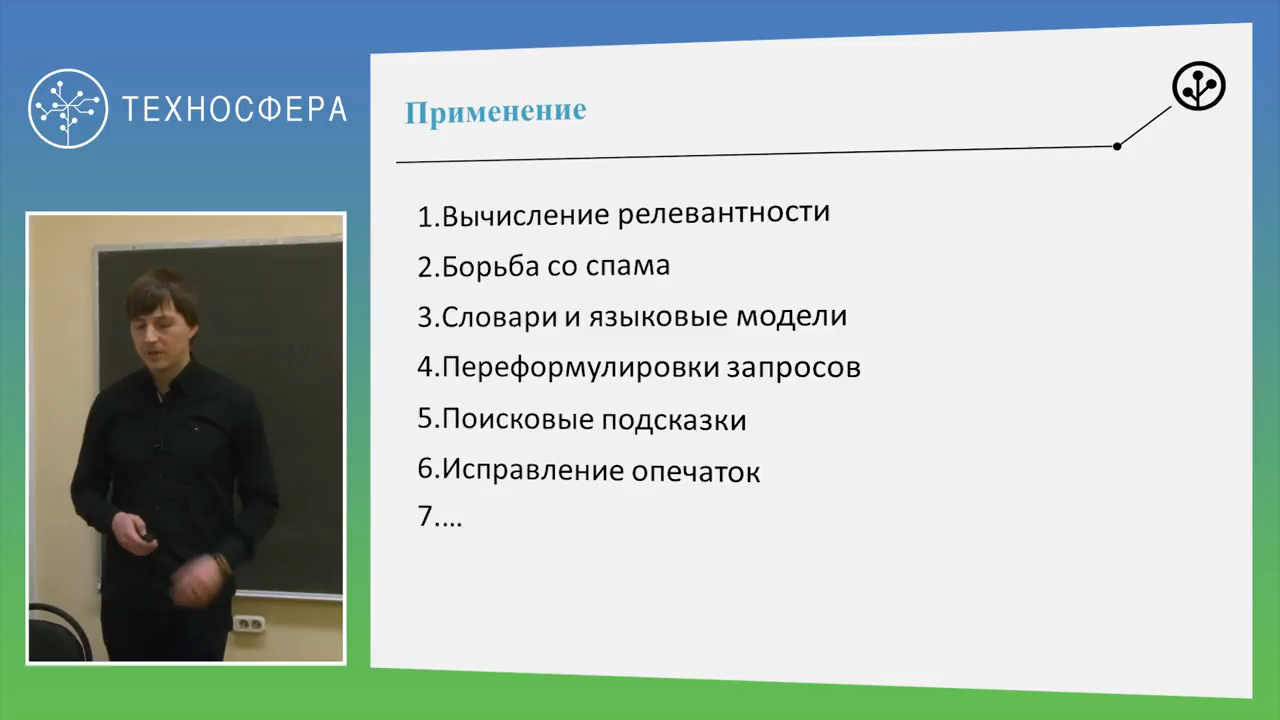 ТЕХНОСФЕРА
Применение
1.Вычисление релевантности
2.Борьба со спама
3.Словари и языковые модели
4.Переформулировки запросов
5.Поисковые подсказки
6.Исправление опечаток
7....